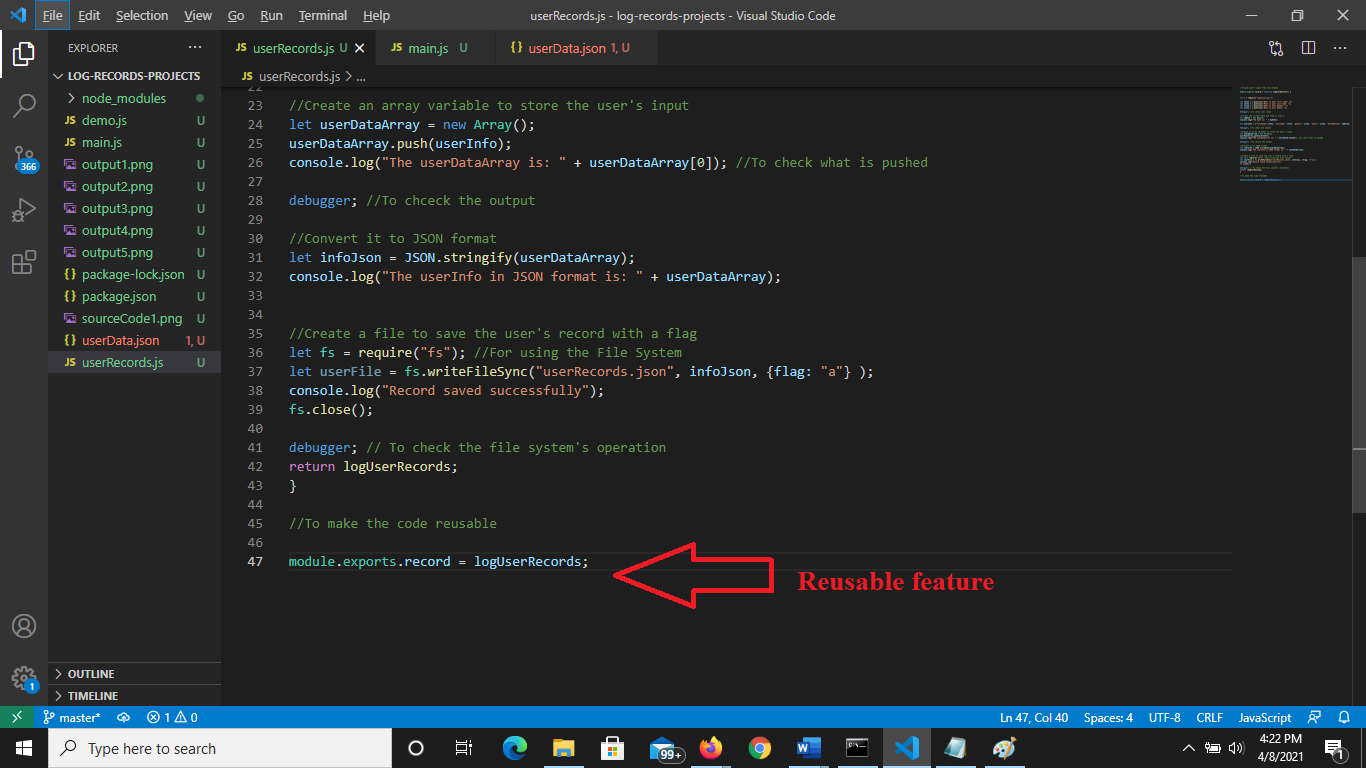 File Edit Selection View Go Run Terminal Help userRecords.js - log-records-projects - Visual Studio Code
EXPLORER ···
JS userRecords.js U JS main.js U {} userData.json 1, U
LOG-RECORDS-PROJECTS
JS userRecords.js > ...
node_modules
JS demo.js U
JS main.js U
output1.png U
output2.png U
output3.png U
output4.png U
output5.png U
{} package-lock.json U
{} package.json U
sourceCode1.png U
{} userData.json 1, U
JS userRecords.js U
OUTLINE
TIMELINE
366
1
22
23 //Create an array variable to store the user's input
24 let userDataArray = new Array();
25 userDataArray.push(userInfo);
26 console.log("The userDataArray is: " + userDataArray[0]); //To check what is pushed
27
28 debugger; //To chceck the output
29
30 //Convert it to JSON format
31 let infoJson = JSON.stringify(userDataArray);
32 console.log("The userInfo in JSON format is: " + userDataArray);
33
34
35 //Create a file to save the user's record with a flag
36 let fs = require("fs"); //For using the File System
37 let userFile = fs.writeFileSync("userRecords.json", infoJson, {flag: "a"} );
38 console.log("Record saved successfully");
39 fs.close();
40
41 debugger; // To check the file system's operation
42 return logUserRecords;
43 }
44
45 //To make the code reusable
46
47 module.exports.record = logUserRecords;
Reusable feature
master* 1 0 Ln 47, Col 40 Spaces: 4 UTF-8 CRLF JavaScript
Type here to search
99+
4:22 PM
4/8/2021
1